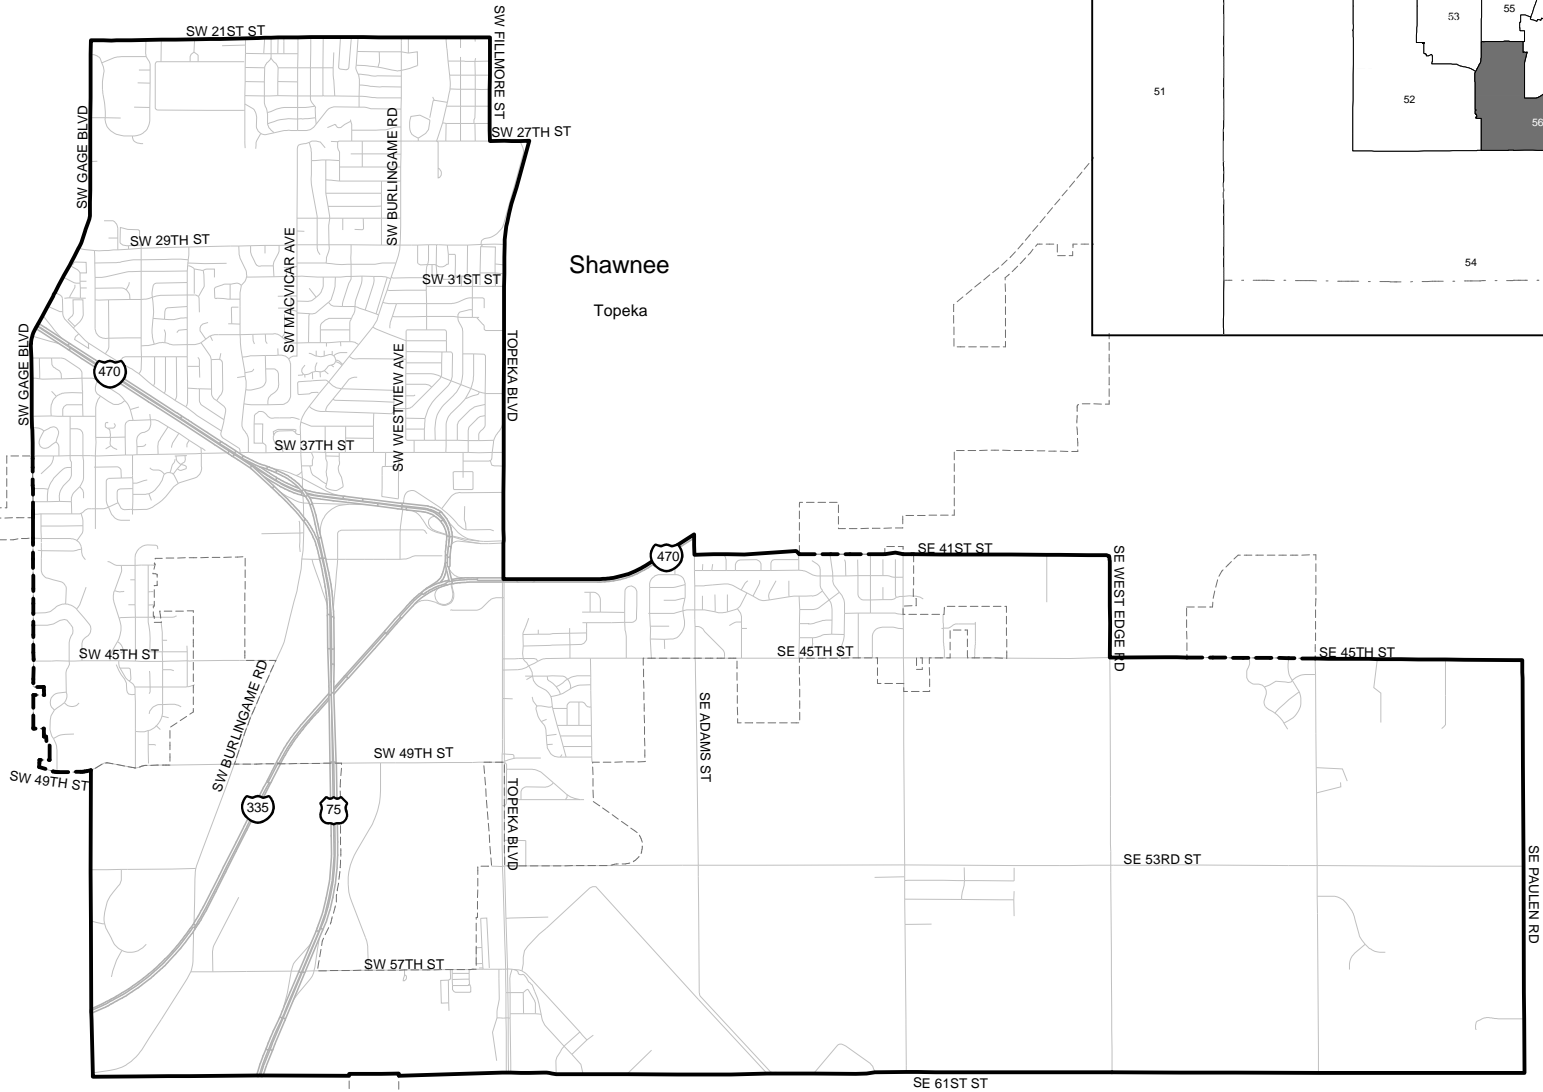 SW 21ST ST
SW FILLMORE ST
53
55
51
52
56
SW GAGE BLVD
SW BURLINGAME RD
SW 27TH ST
SW 29TH ST
SW MACVICAR AVE
SW 31ST ST
Shawnee
54
Topeka
SW GAGE BLVD
470
SW WESTVIEW AVE
TOPEKA BLVD
SW 37TH ST
470
SE 41ST ST
SE WEST EDGE RD
SW 45TH ST
SE 45TH ST
SE 45TH ST
SW BURLINGAME RD
SE ADAMS ST
SW 49TH ST
SW 49TH ST
335
75
TOPEKA BLVD
SE 53RD ST
SE PAULEN RD
SW 57TH ST
SE 61ST ST